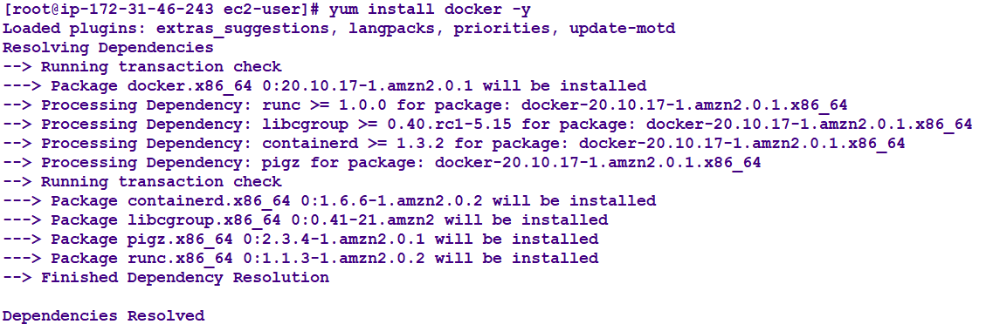 [root@ip-172-31-46-243 ec2-user]# yum install docker -y
Loaded plugins: extras_suggestions, langpacks, priorities, update-motd
Resolving Dependencies
--> Running transaction check
---> Package docker.x86_64 0:20.10.17-1.amzn2.0.1 will be installed
--> Processing Dependency: runc >= 1.0.0 for package: docker-20.10.17-1.amzn2.0.1.x86_64
--> Processing Dependency: libcgroup >= 0.40.rc1-5.15 for package: docker-20.10.17-1.amzn2.0.1.x86_64
--> Processing Dependency: containerd >= 1.3.2 for package: docker-20.10.17-1.amzn2.0.1.x86_64
--> Processing Dependency: pigz for package: docker-20.10.17-1.amzn2.0.1.x86_64
--> Running transaction check
---> Package containerd.x86_64 0:1.6.6-1.amzn2.0.2 will be installed
---> Package libcgroup.x86_64 0:0.41-21.amzn2 will be installed
---> Package pigz.x86_64 0:2.3.4-1.amzn2.0.1 will be installed
---> Package runc.x86_64 0:1.1.3-1.amzn2.0.2 will be installed
--> Finished Dependency Resolution
Dependencies Resolved